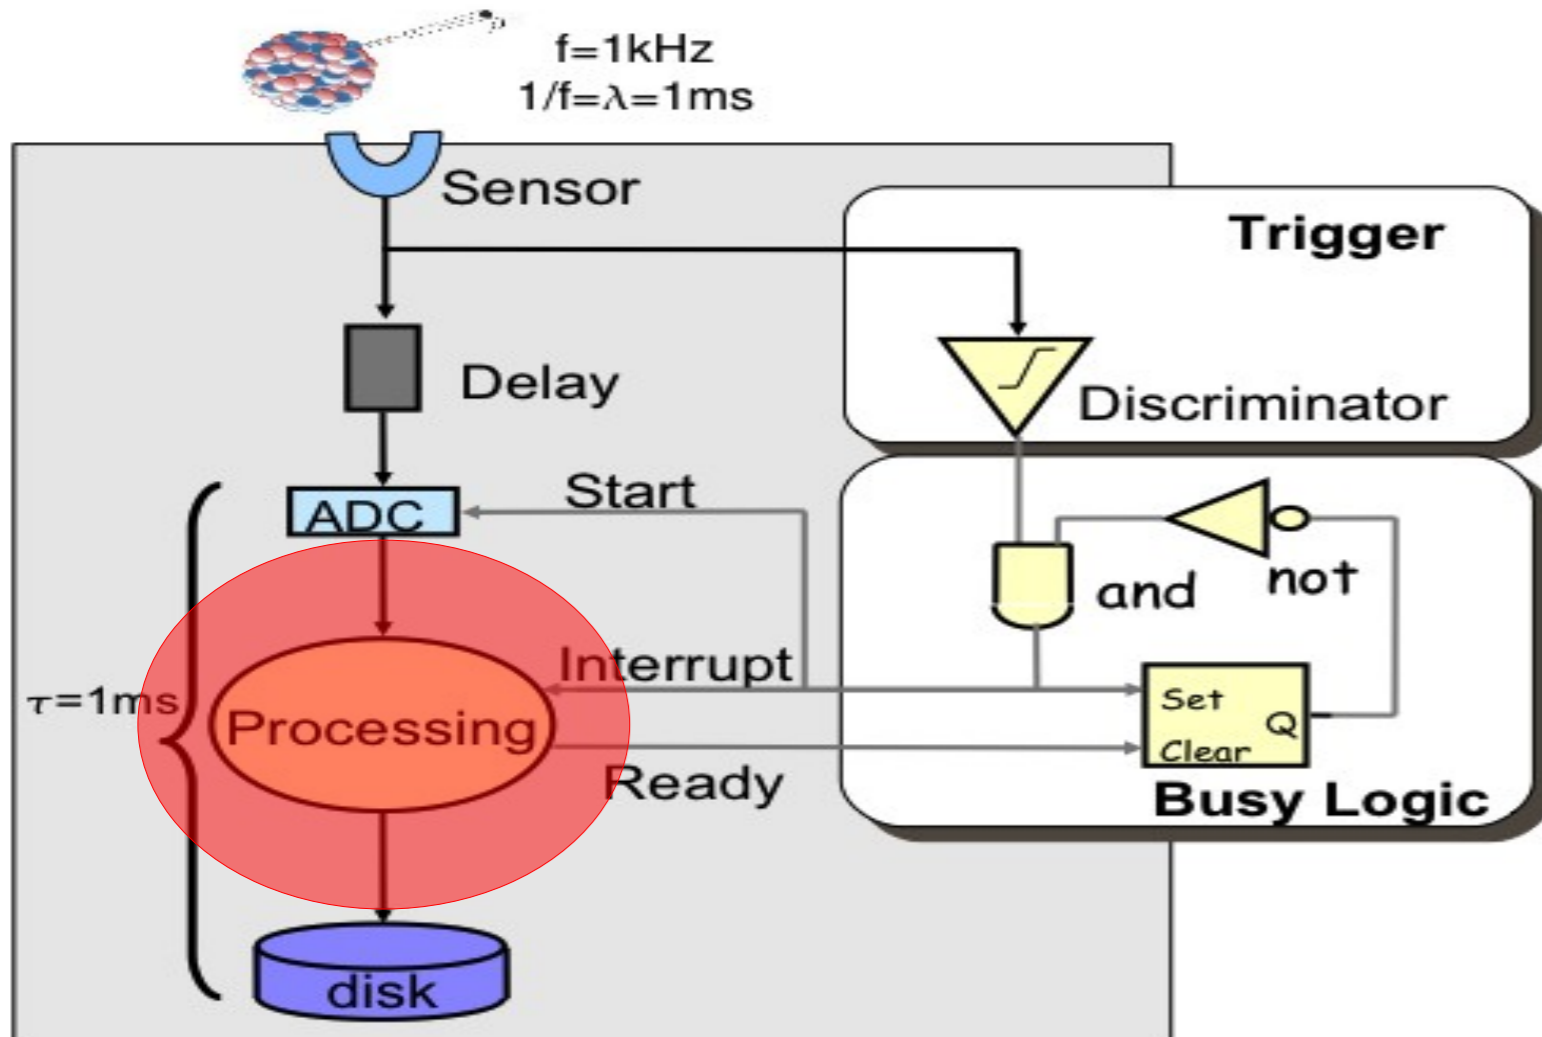 f=1kHz
1/f=λ=1ms
Sensor
Trigger
Delay
Discriminator
ADC
Start
and
not
Interrupt
τ=1ms
Processing
Set
Q
Clear
Ready
Busy Logic
disk